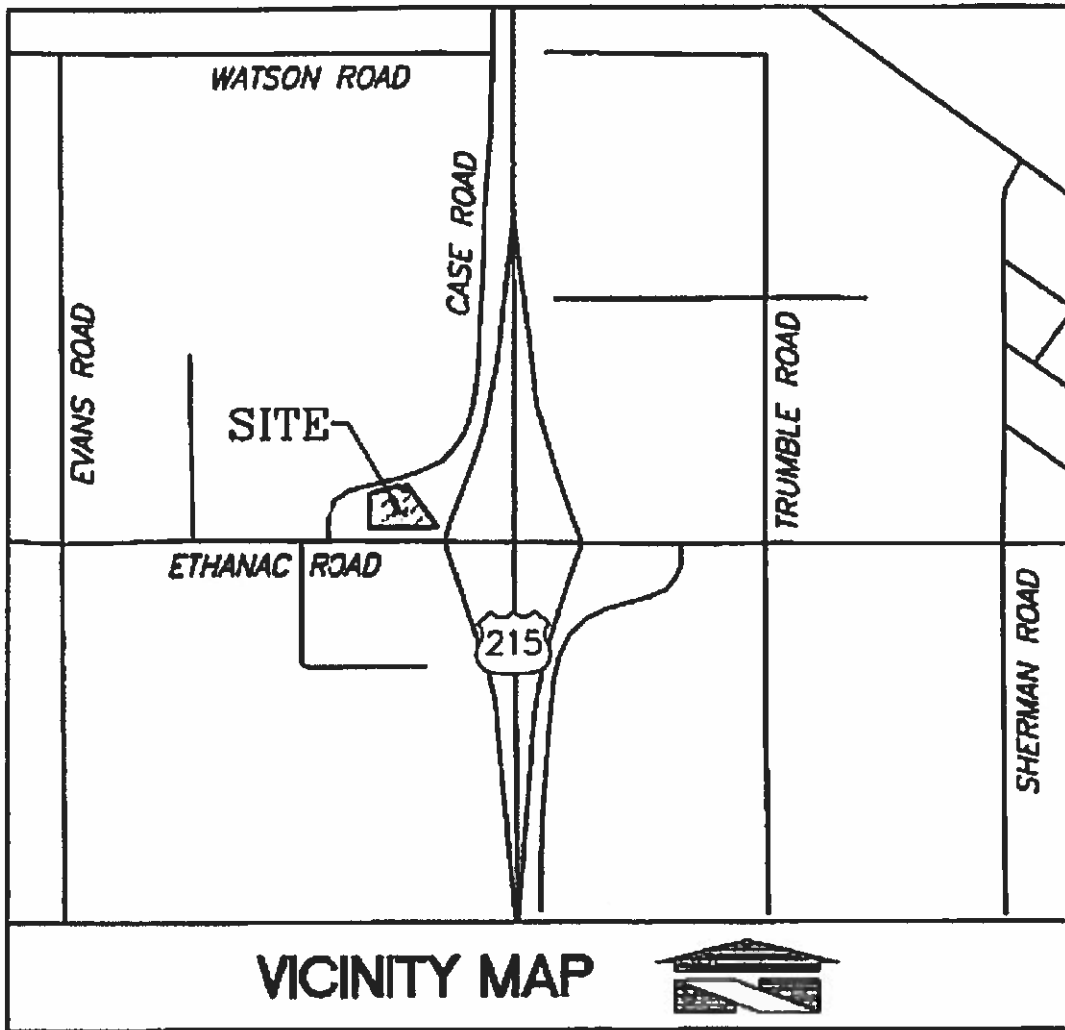 WATSON ROAD
CASE ROAD
EVANS ROAD
SITE
TRUMBLE ROAD
ETHANAC ROAD
215
SHERMAN ROAD
VICINITY MAP